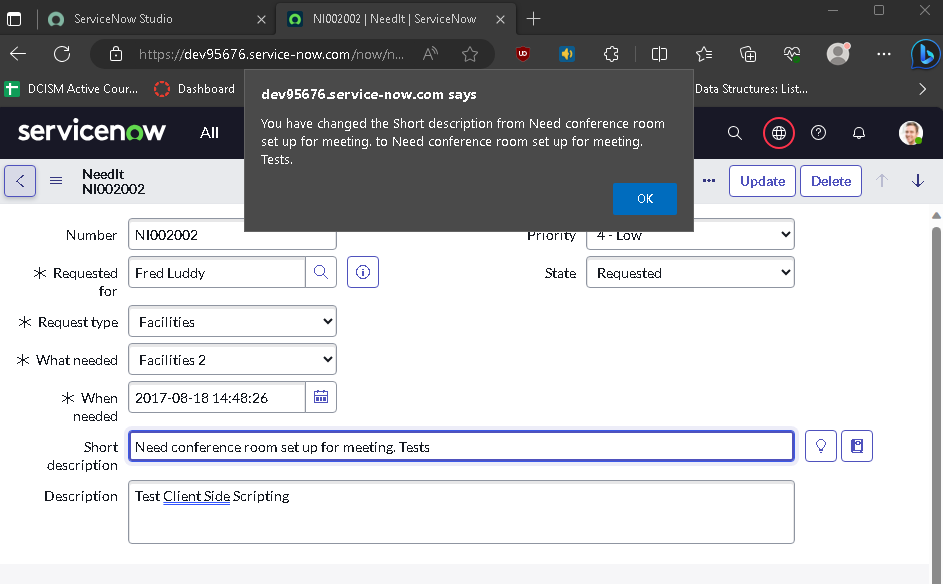 ServiceNow Studio
NI002002 | NeedIt | ServiceNow
https://dev95676.service-now.com/now/n...
DCISM Active Cour...
Dashboard
Data Structures: List...
dev95676.service-now.com says
You have changed the Short description from Need conference room
set up for meeting. to Need conference room set up for meeting.
Tests.
OK
servicenow
All
NeedIt
NI002002
Update
Delete
Number
NI002002
Priority
4 - Low
Requested
for
Fred Luddy
State
Requested
Request type
Facilities
What needed
Facilities 2
When
needed
2017-08-18 14:48:26
Short
description
Need conference room set up for meeting. Tests
Description
Test Client Side Scripting